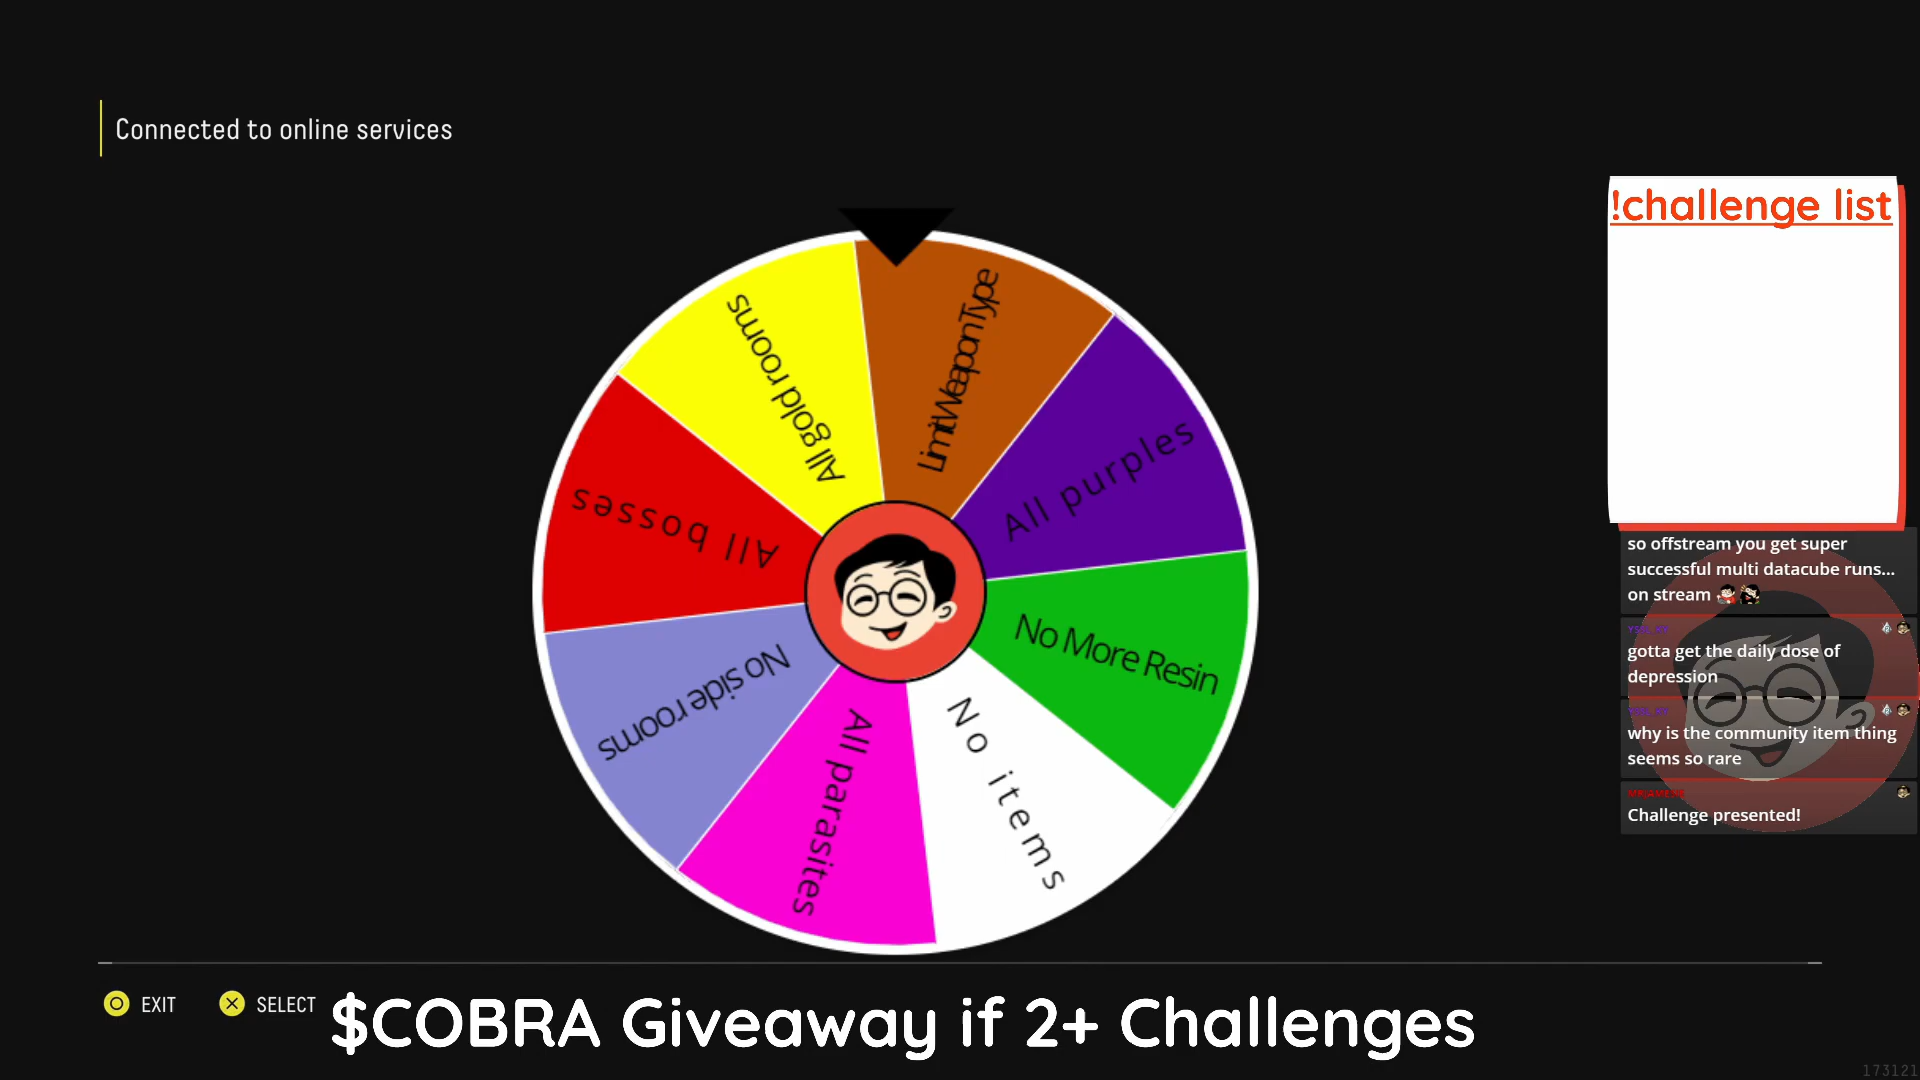 Connected to online services
Limit Weapon Type
All purples
No More Resin
No items
All parasites
No side rooms
All bosses
All gold rooms
!challenge list
so offstream you get super
successful multi datacube runs...
on stream
gotta get the daily dose of
depression
why is the community item thing
seems so rare
Challenge presented!
EXIT
SELECT
$COBRA Giveaway if 2+ Challenges
173121